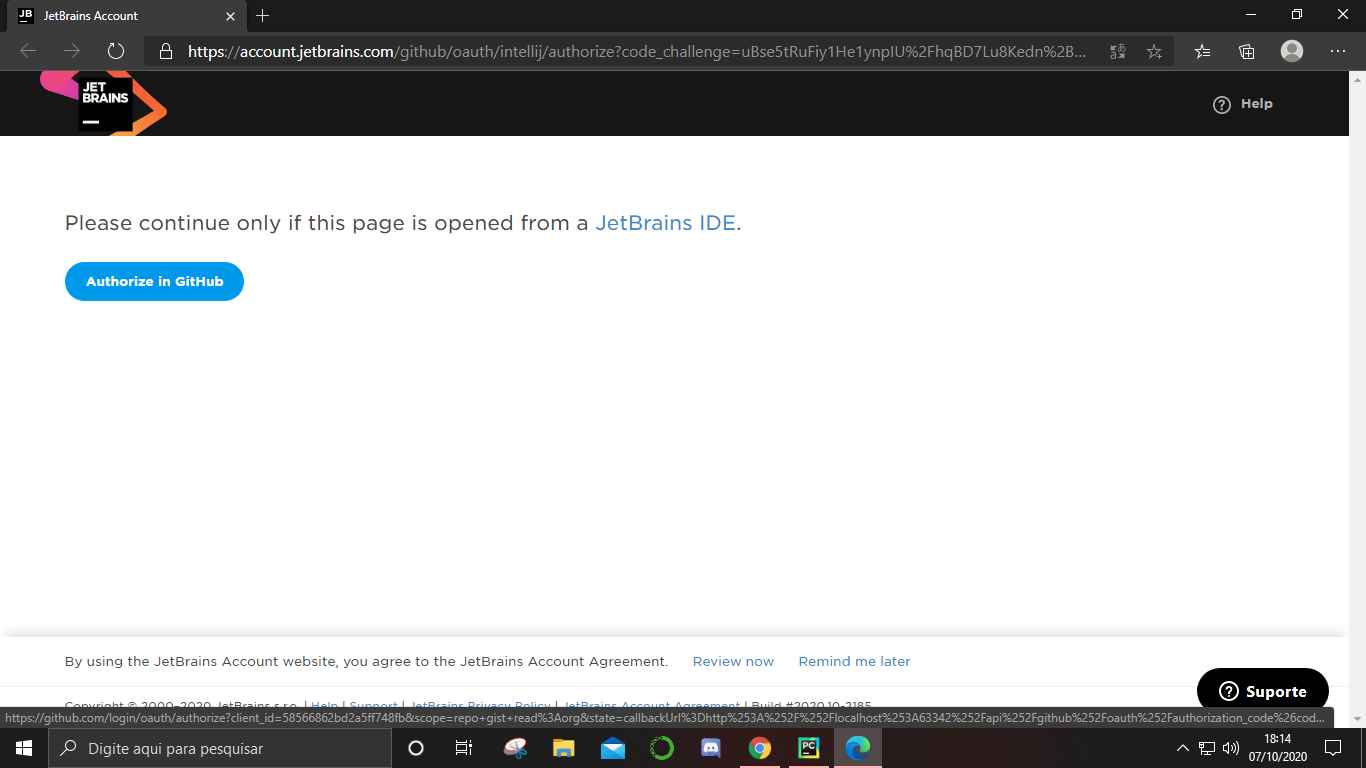 JB JetBrains Account
https://account.jetbrains.com/github/oauth/intellij/authorize?code_challenge=uBse5tRuFiy1He1ynpIU%2FhqBD7Lu8Kedn%2B...
JET
BRAINS
Help
Please continue only if this page is opened from a JetBrains IDE.
Authorize in GitHub
By using the JetBrains Account website, you agree to the JetBrains Account Agreement. Review now Remind me later
Suporte
Copyright © 2000–2020 JetBrains s.r.o. | Help | Support | JetBrains Privacy Policy | JetBrains Account Agreement | Build #2020.10-2185
https://github.com/login/oauth/authorize?client_id=58566862bd2a5ff748fb&scope=repo+gist+read%3Aorg&state=callbackUrl%3Dhttp%253A%252F%252Flocalhost%253A63342%252Fapi%252Fgithub%252Foauth%252Fauthorization_code%26cod...
Digite aqui para pesquisar
PC
18:14
07/10/2020